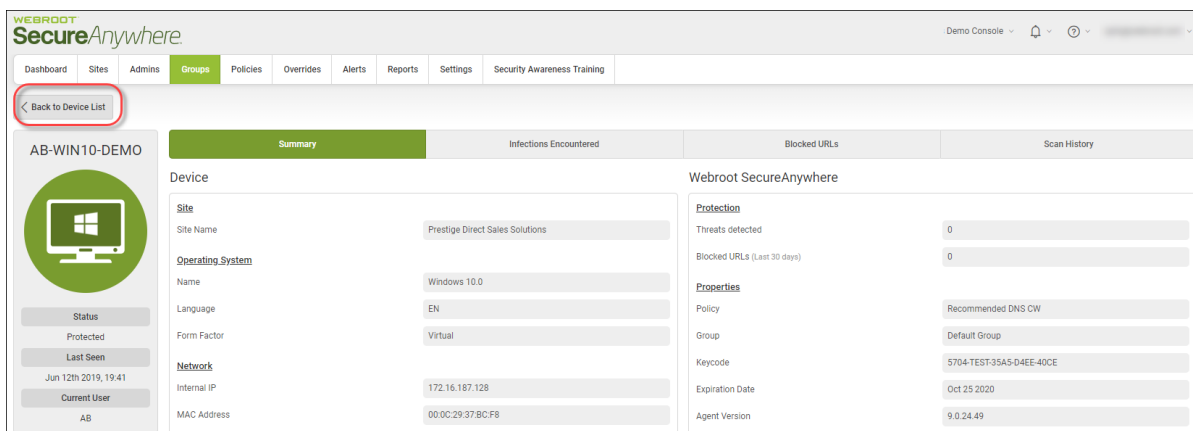 WEBROOT
SecureAnywhere.
Demo Console
Dashboard Sites Admins Groups Policies Overrides Alerts Reports Settings Security Awareness Training
Back to Device List
AB-WIN10-DEMO
Status
Protected
Last Seen
Jun 12th 2019, 19:41
Current User
AB
Summary Infections Encountered Blocked URLs Scan History
Device
Site
Site Name Prestige Direct Sales Solutions
Operating System
Name Windows 10.0
Language EN
Form Factor Virtual
Network
Internal IP 172.16.187.128
MAC Address 00:0C:29:37:BC:F8
Webroot SecureAnywhere
Protection
Threats detected 0
Blocked URLs (Last 30 days) 0
Properties
Policy Recommended DNS CW
Group Default Group
Keycode 5704-TEST-35A5-D4EE-40CE
Expiration Date Oct 25 2020
Agent Version 9.0.24.49